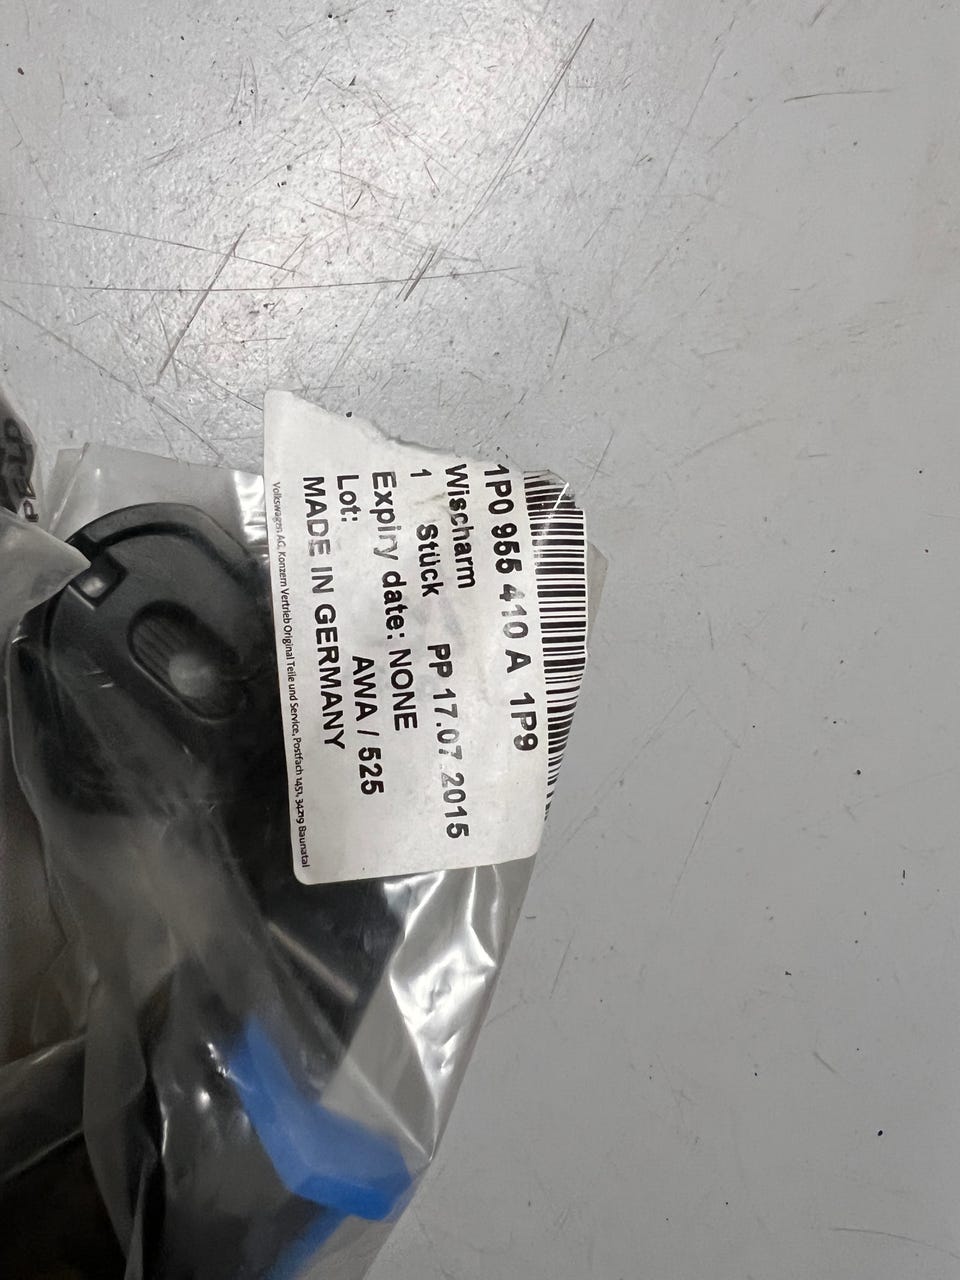 1P0 955 410 A 1P9
Wischarm
1 Stück PP 17.07.2015
Expiry date: NONE
Lot: AWA / 525
MADE IN GERMANY
Volkswagen AG, Konzern Vertrieb Original Teile und Service, Postfach 1451, 34219 Baunatal